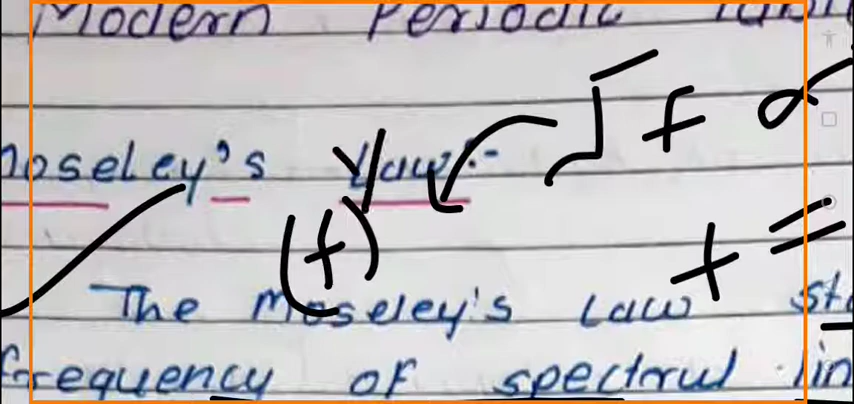 Modern Periodic
√f ∝
Moseley's Law:-
(f)
f =
The Moseley's Law
frequency of spectral